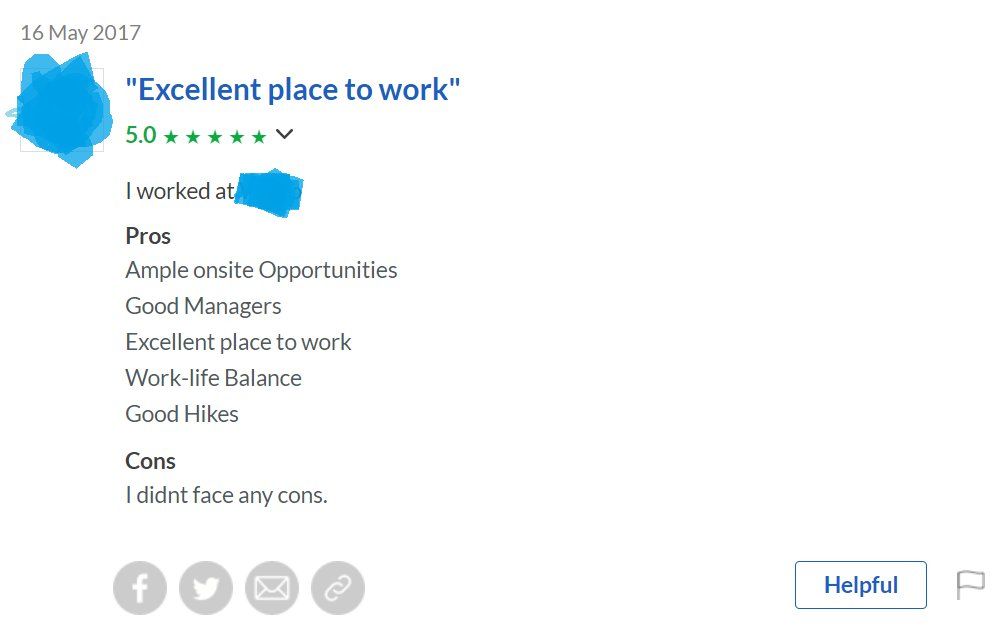 16 May 2017
"Excellent place to work"
5.0
I worked at
Pros
Ample onsite Opportunities
Good Managers
Excellent place to work
Work-life Balance
Good Hikes
Cons
I didnt face any cons.
Helpful